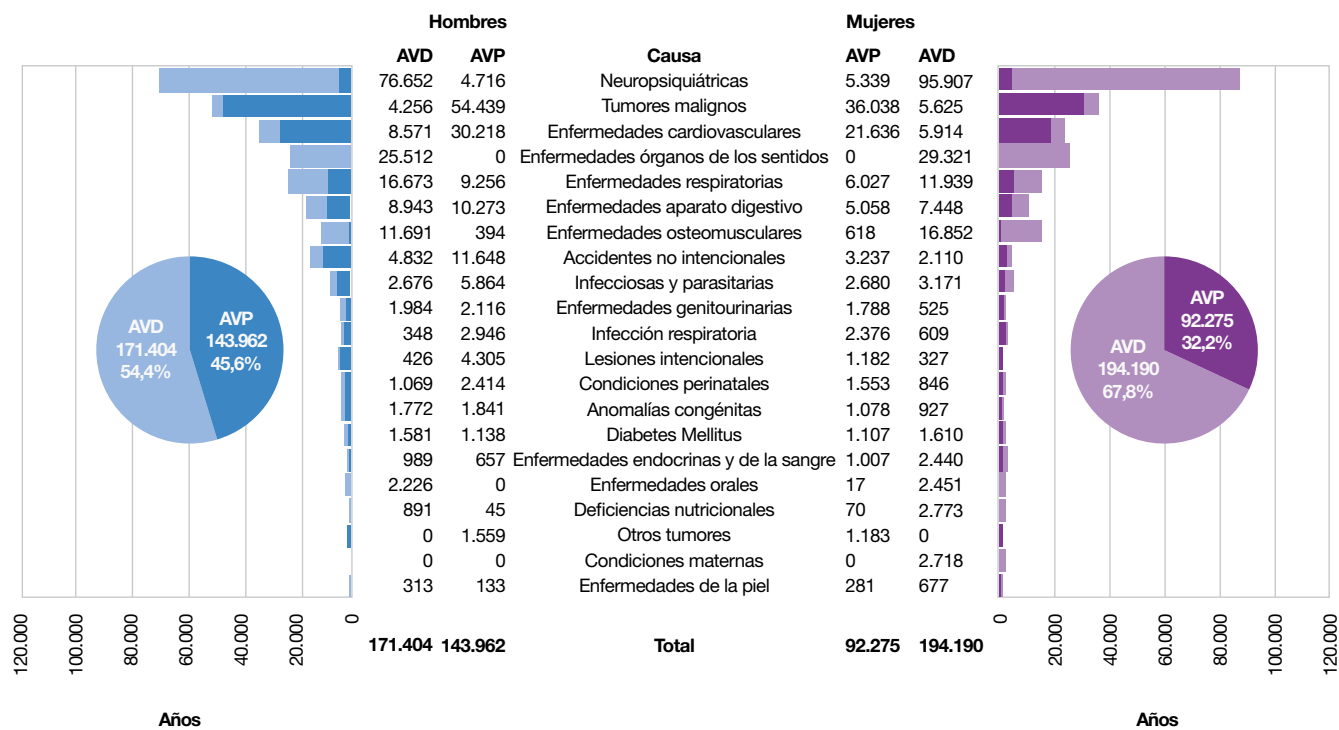 Hombres Mujeres
AVD AVP Causa AVP AVD
76.652 4.716 Neuropsiquiátricas 5.339 95.907
4.256 54.439 Tumores malignos 36.038 5.625
8.571 30.218 Enfermedades cardiovasculares 21.636 5.914
25.512 0 Enfermedades órganos de los sentidos 0 29.321
16.673 9.256 Enfermedades respiratorias 6.027 11.939
8.943 10.273 Enfermedades aparato digestivo 5.058 7.448
11.691 394 Enfermedades osteomusculares 618 16.852
4.832 11.648 Accidentes no intencionales 3.237 2.110
2.676 5.864 Infecciosas y parasitarias 2.680 3.171
1.984 2.116 Enfermedades genitourinarias 1.788 525
348 2.946 Infección respiratoria 2.376 609
426 4.305 Lesiones intencionales 1.182 327
1.069 2.414 Condiciones perinatales 1.553 846
1.772 1.841 Anomalías congénitas 1.078 927
1.581 1.138 Diabetes Mellitus 1.107 1.610
989 657 Enfermedades endocrinas y de la sangre 1.007 2.440
2.226 0 Enfermedades orales 17 2.451
891 45 Deficiencias nutricionales 70 2.773
0 1.559 Otros tumores 1.183 0
0 0 Condiciones maternas 0 2.718
313 133 Enfermedades de la piel 281 677
171.404 143.962 Total 92.275 194.190
AVD
171.404
54,4%
AVP
143.962
45,6%
AVD
194.190
67,8%
AVP
92.275
32,2%
120.000 100.000 80.000 60.000 40.000 20.000 0
Años
20.000 40.000 60.000 80.000 100.000 120.000
Años